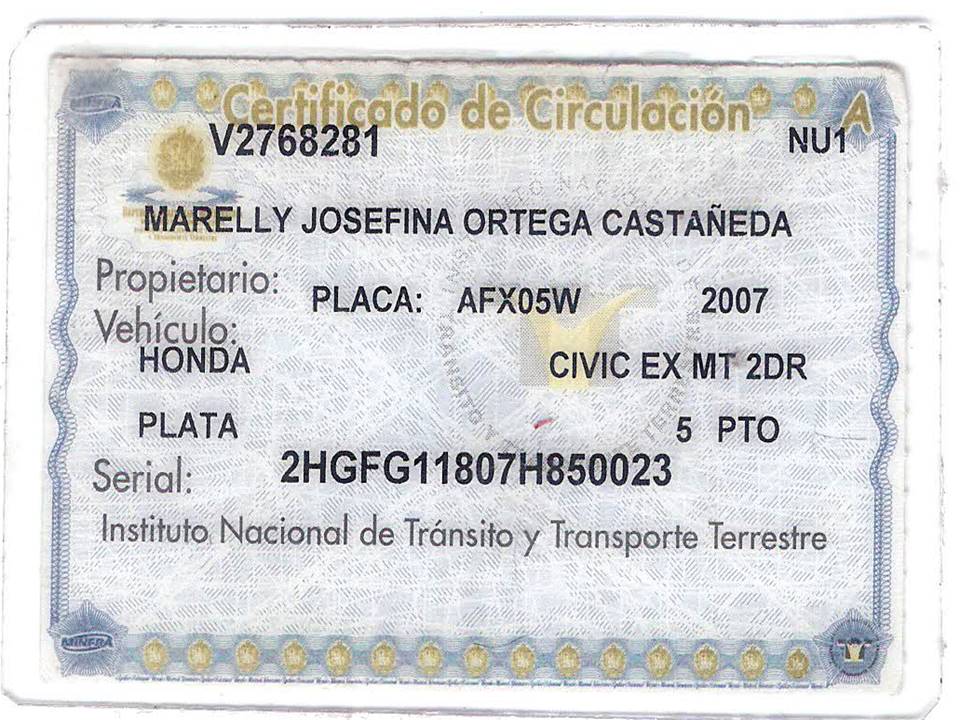 Certificado de Circulación A
MINFRA
V2768281 NU1
MARELLY JOSEFINA ORTEGA CASTAÑEDA
Propietario:
PLACA: AFX05W 2007
Vehículo:
HONDA CIVIC EX MT 2DR
PLATA 5 PTO
Serial: 2HGFG11807H850023
Instituto Nacional de Tránsito y Transporte Terrestre
MINFRA